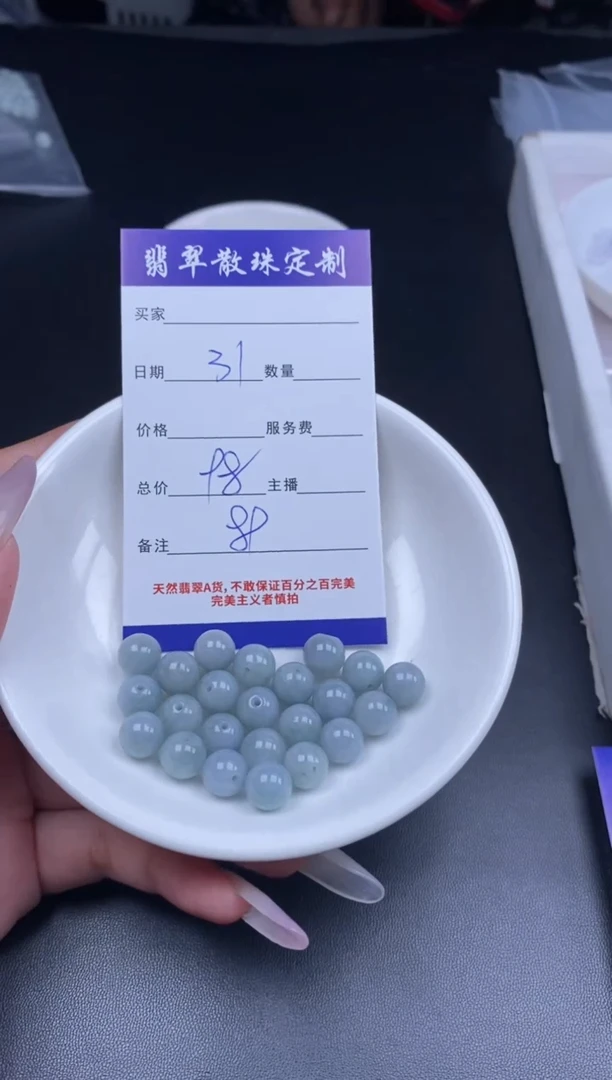 翡翠散珠定制
买家
日期 31 数量
价格 服务费
总价 主播
备注
天然翡翠A货,不敢保证百分之百完美
完美主义者慎拍